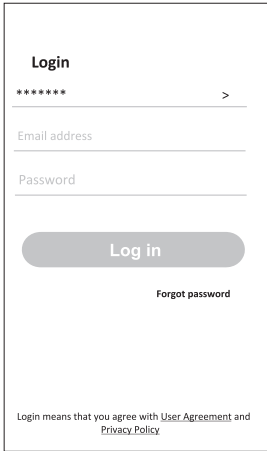 Login
******* >
Email address
Password
Log in
Forgot password
Login means that you agree with User Agreement and
Privacy Policy